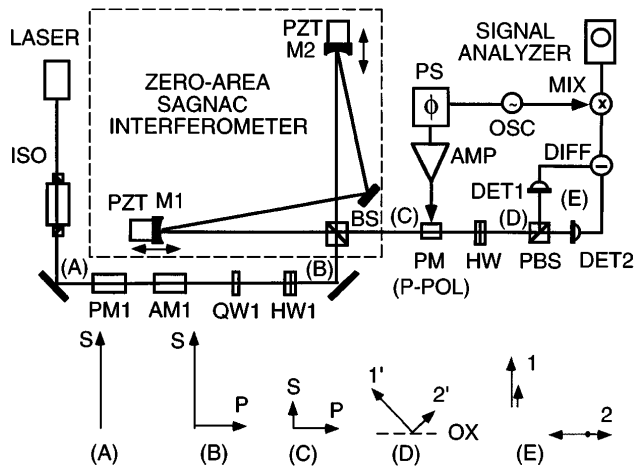 LASER
PZT
M2
SIGNAL
ANALYZER
ZERO-AREA
SAGNAC
INTERFEROMETER
PS
MIX
ϕ
~
x
OSC
ISO
AMP
DIFF
−
PZT M1
DET1
(E)
BS
(C)
(D)
(A)
(B)
PM
HW
PBS
DET2
(P-POL)
PM1
AM1
QW1
HW1
S
S
P
S
P
1'
2'
OX
1
2
(A)
(B)
(C)
(D)
(E)